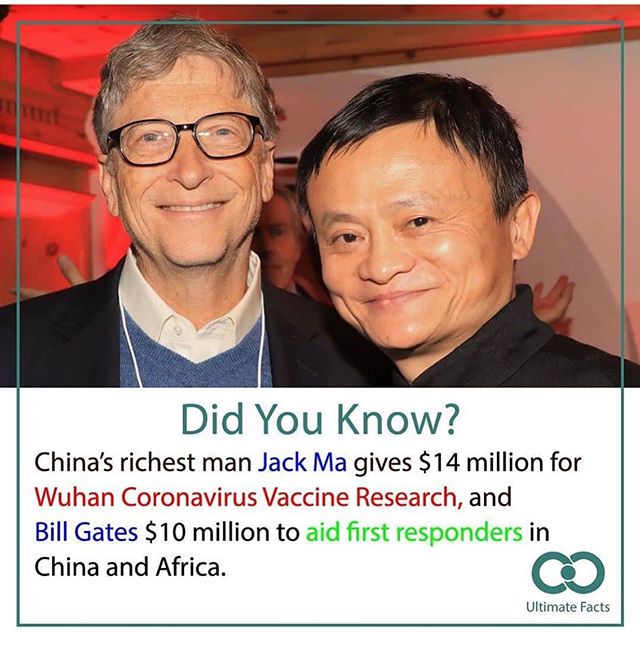 Did You Know?
China's richest man Jack Ma gives $14 million for
Wuhan Coronavirus Vaccine Research, and
Bill Gates $10 million to aid first responders in
China and Africa.
Ultimate Facts